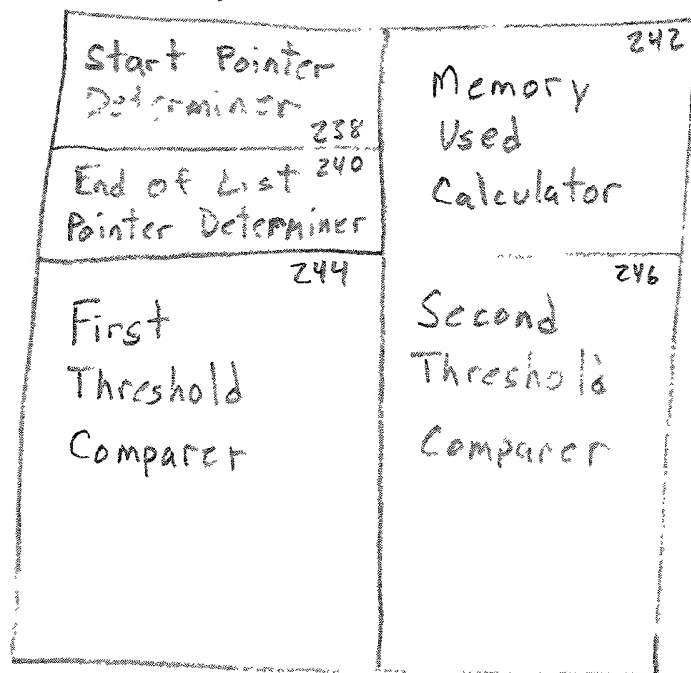 Start Pointer
Determiner
238
End of List 240
Pointer Determiner
242
Memory
Used
Calculator
244
First
Threshold
Comparer
246
Second
Threshold
Comparer